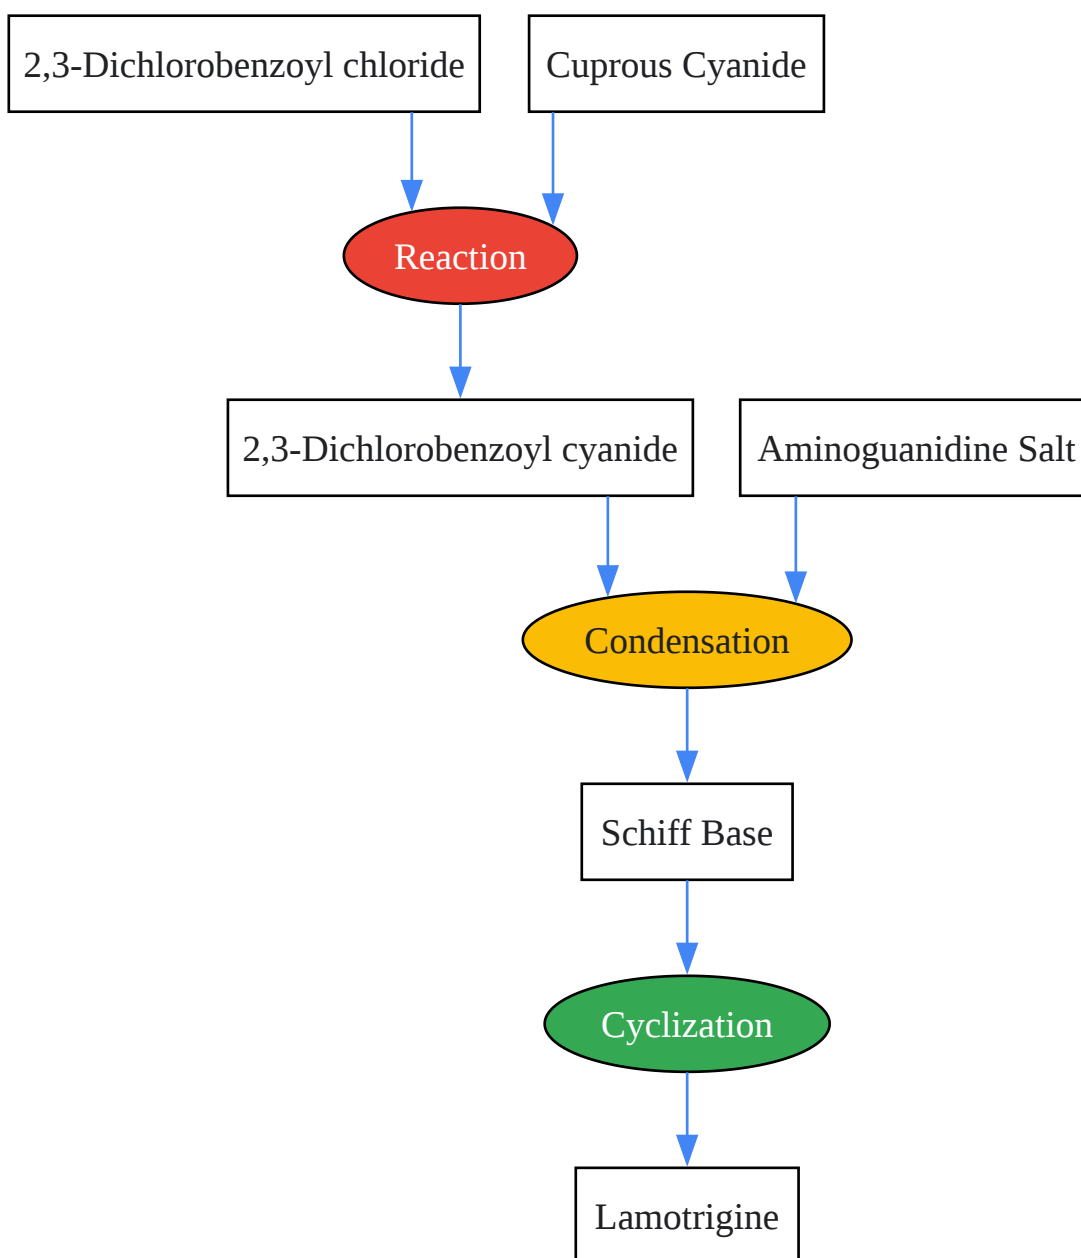 2,3-Dichlorobenzoyl chloride
Cuprous Cyanide
Reaction
2,3-Dichlorobenzoyl cyanide
Aminoguanidine Salt
Condensation
Schiff Base
Cyclization
Lamotrigine